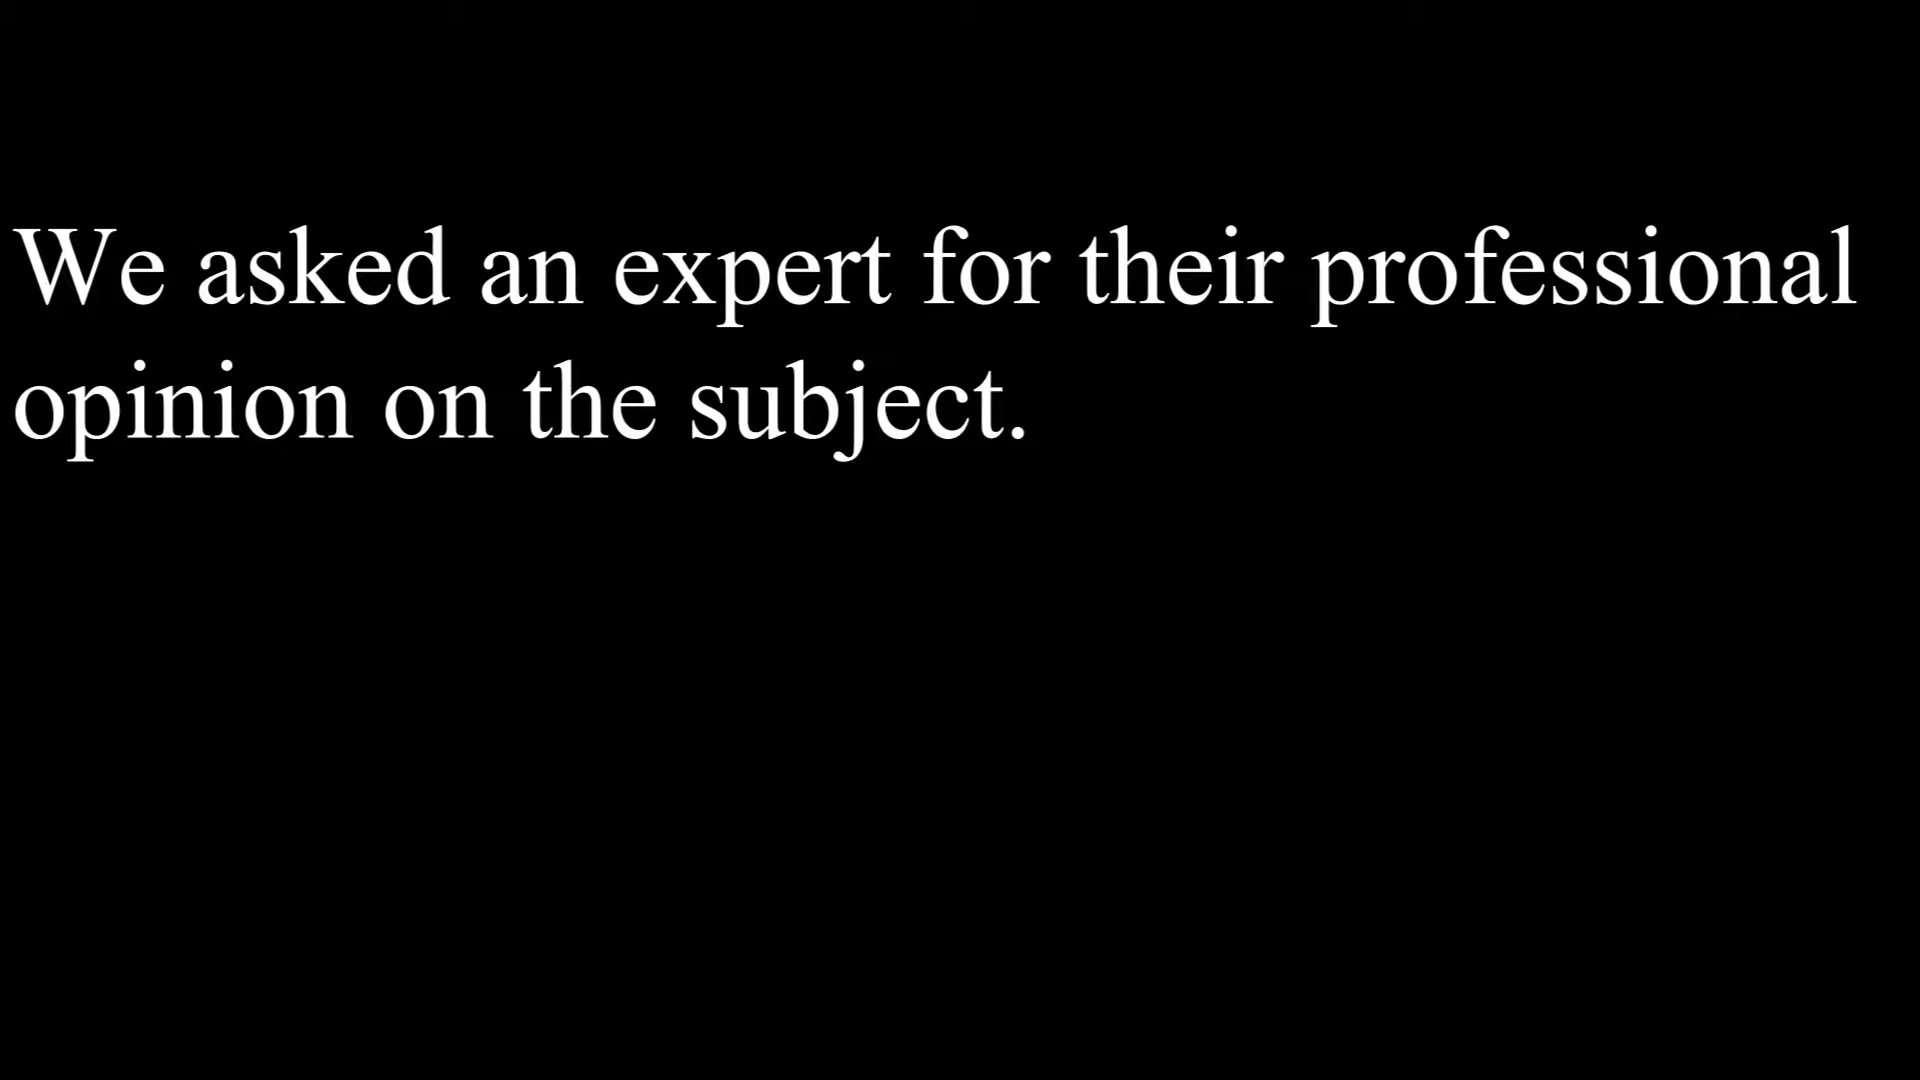 We asked an expert for their professional
opinion on the subject.